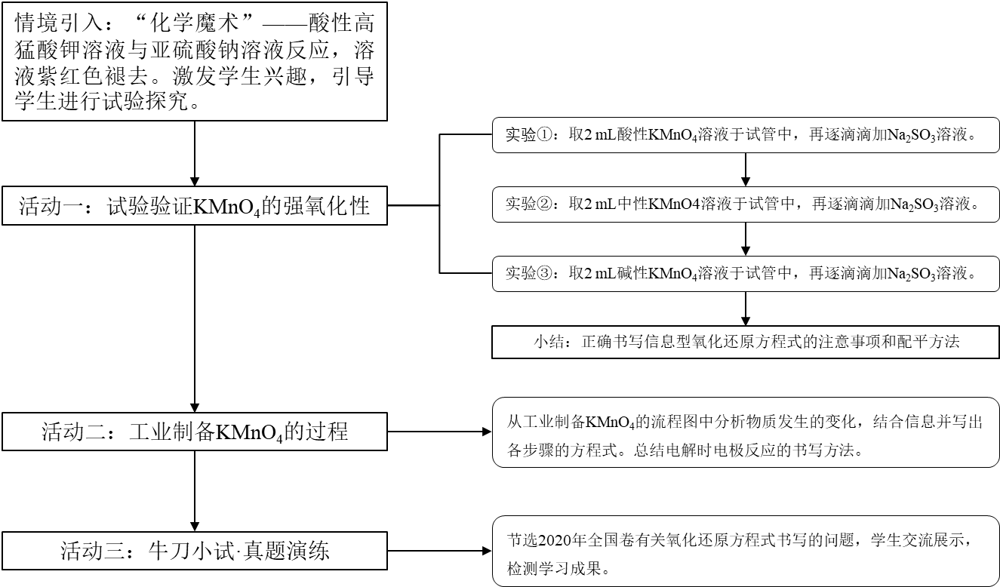 情境引入：“化学魔术”——酸性高
猛酸钾溶液与亚硫酸钠溶液反应，溶
液紫红色褪去。激发学生兴趣，引导
学生进行试验探究。
实验①：取2 mL酸性KMnO₄溶液于试管中，再逐滴滴加Na₂SO₃溶液。
活动一：试验验证KMnO₄的强氧化性
实验②：取2 mL中性KMnO4溶液于试管中，再逐滴滴加Na₂SO₃溶液。
实验③：取2 mL碱性KMnO₄溶液于试管中，再逐滴滴加Na₂SO₃溶液。
小结：正确书写信息型氧化还原方程式的注意事项和配平方法
活动二：工业制备KMnO₄的过程
从工业制备KMnO₄的流程图中分析物质发生的变化，结合信息并写出
各步骤的方程式。总结电解时电极反应的书写方法。
活动三：牛刀小试·真题演练
节选2020年全国卷有关氧化还原方程式书写的问题，学生交流展示，
检测学习成果。